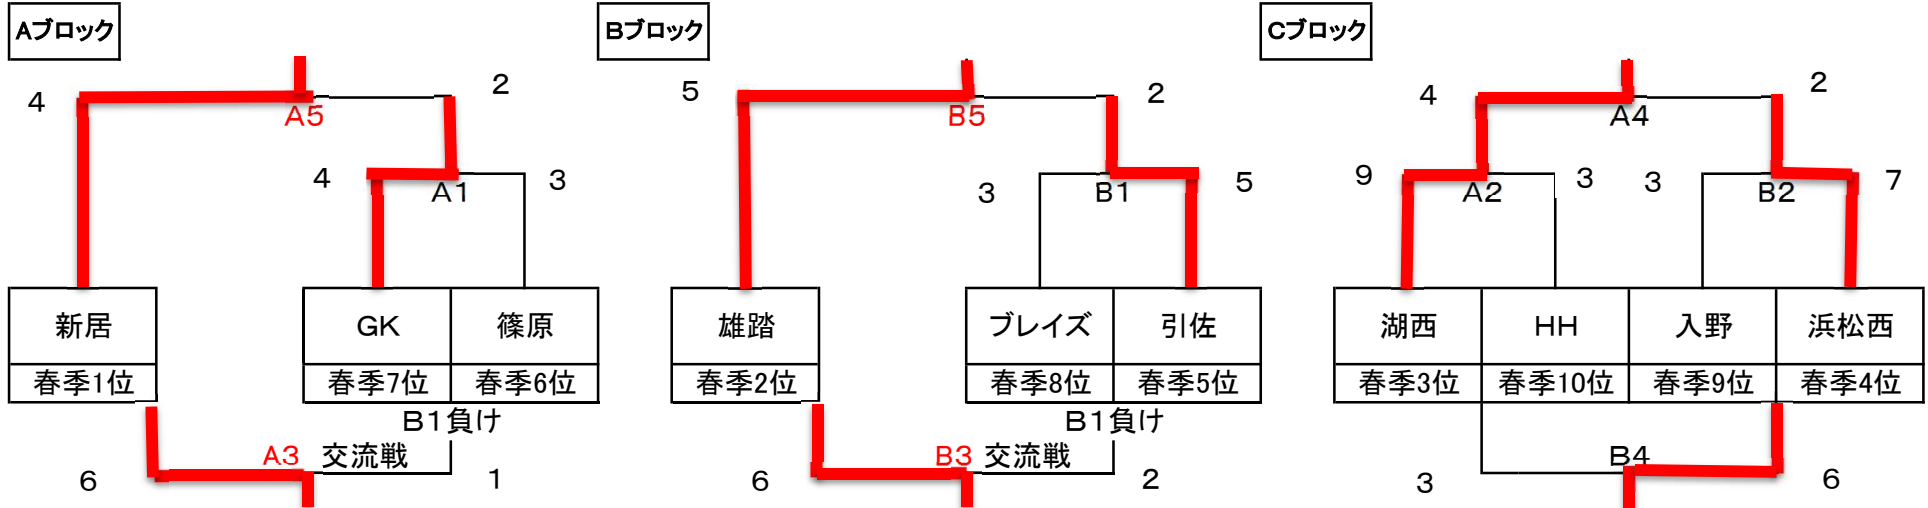 Aブロック
Bブロック
Cブロック
4
2
A5
4
A1
3
新居
GK
篠原
春季1位
春季7位
春季6位
B1負け
A3
交流戦
6
1
5
2
B5
3
B1
5
雄踏
ブレイズ
引佐
春季2位
春季8位
春季5位
B1負け
B3
交流戦
6
2
4
2
A4
9
A2
3
3
B2
7
湖西
HH
入野
浜松西
春季3位
春季10位
春季9位
春季4位
B4
3
6